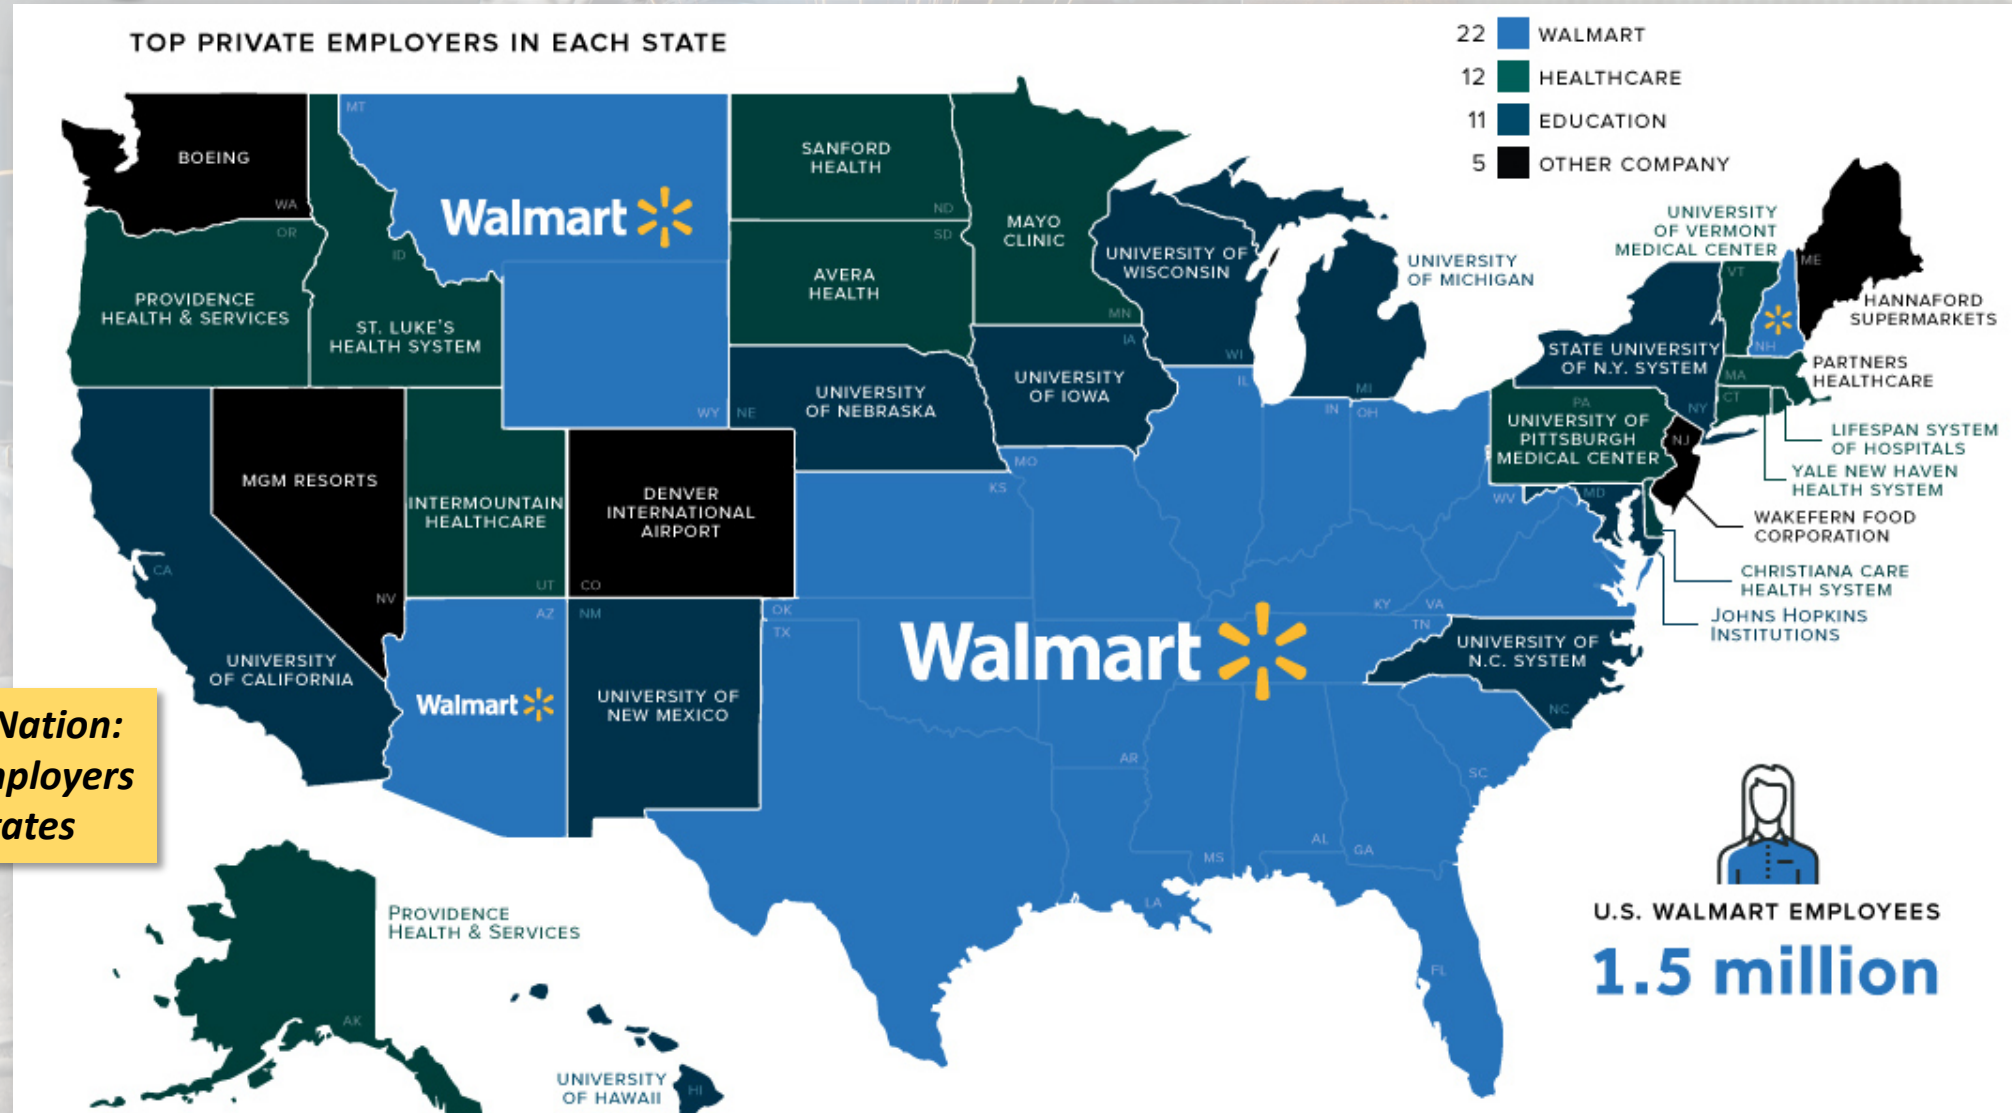 TOP PRIVATE EMPLOYERS IN EACH STATE
22 WALMART
12 HEALTHCARE
11 EDUCATION
5 OTHER COMPANY
MT
BOEING
WA
Walmart
SANFORD
HEALTH
ND
MAYO
CLINIC
MN
OR
PROVIDENCE
HEALTH & SERVICES
ID
ST. LUKE'S
HEALTH SYSTEM
WY
SD
AVERA
HEALTH
NE
UNIVERSITY
OF NEBRASKA
IA
UNIVERSITY
OF IOWA
UNIVERSITY OF
WISCONSIN
WI
UNIVERSITY
OF MICHIGAN
MI
UNIVERSITY
OF VERMONT
MEDICAL CENTER
VT
NH
ME
HANNAFORD
SUPERMARKETS
STATE UNIVERSITY
OF N.Y. SYSTEM
NY
MA
PARTNERS
HEALTHCARE
CT
LIFESPAN SYSTEM
OF HOSPITALS
YALE NEW HAVEN
HEALTH SYSTEM
PA
UNIVERSITY OF
PITTSBURGH
MEDICAL CENTER
NJ
WAKEFERN FOOD
CORPORATION
MD
CHRISTIANA CARE
HEALTH SYSTEM
JOHNS HOPKINS
INSTITUTIONS
CA
UNIVERSITY
OF CALIFORNIA
MGM RESORTS
NV
INTERMOUNTAIN
HEALTHCARE
UT
DENVER
INTERNATIONAL
AIRPORT
CO
AZ
Walmart
NM
UNIVERSITY OF
NEW MEXICO
KS
MO
IL
IN
OH
WV
KY
VA
OK
TX
Walmart
TN
UNIVERSITY OF
N.C. SYSTEM
NC
AR
SC
MS
AL
GA
LA
FL
Nation:
ployers
ates
PROVIDENCE
HEALTH & SERVICES
AK
UNIVERSITY
OF HAWAII
HI
U.S. WALMART EMPLOYEES
1.5 million